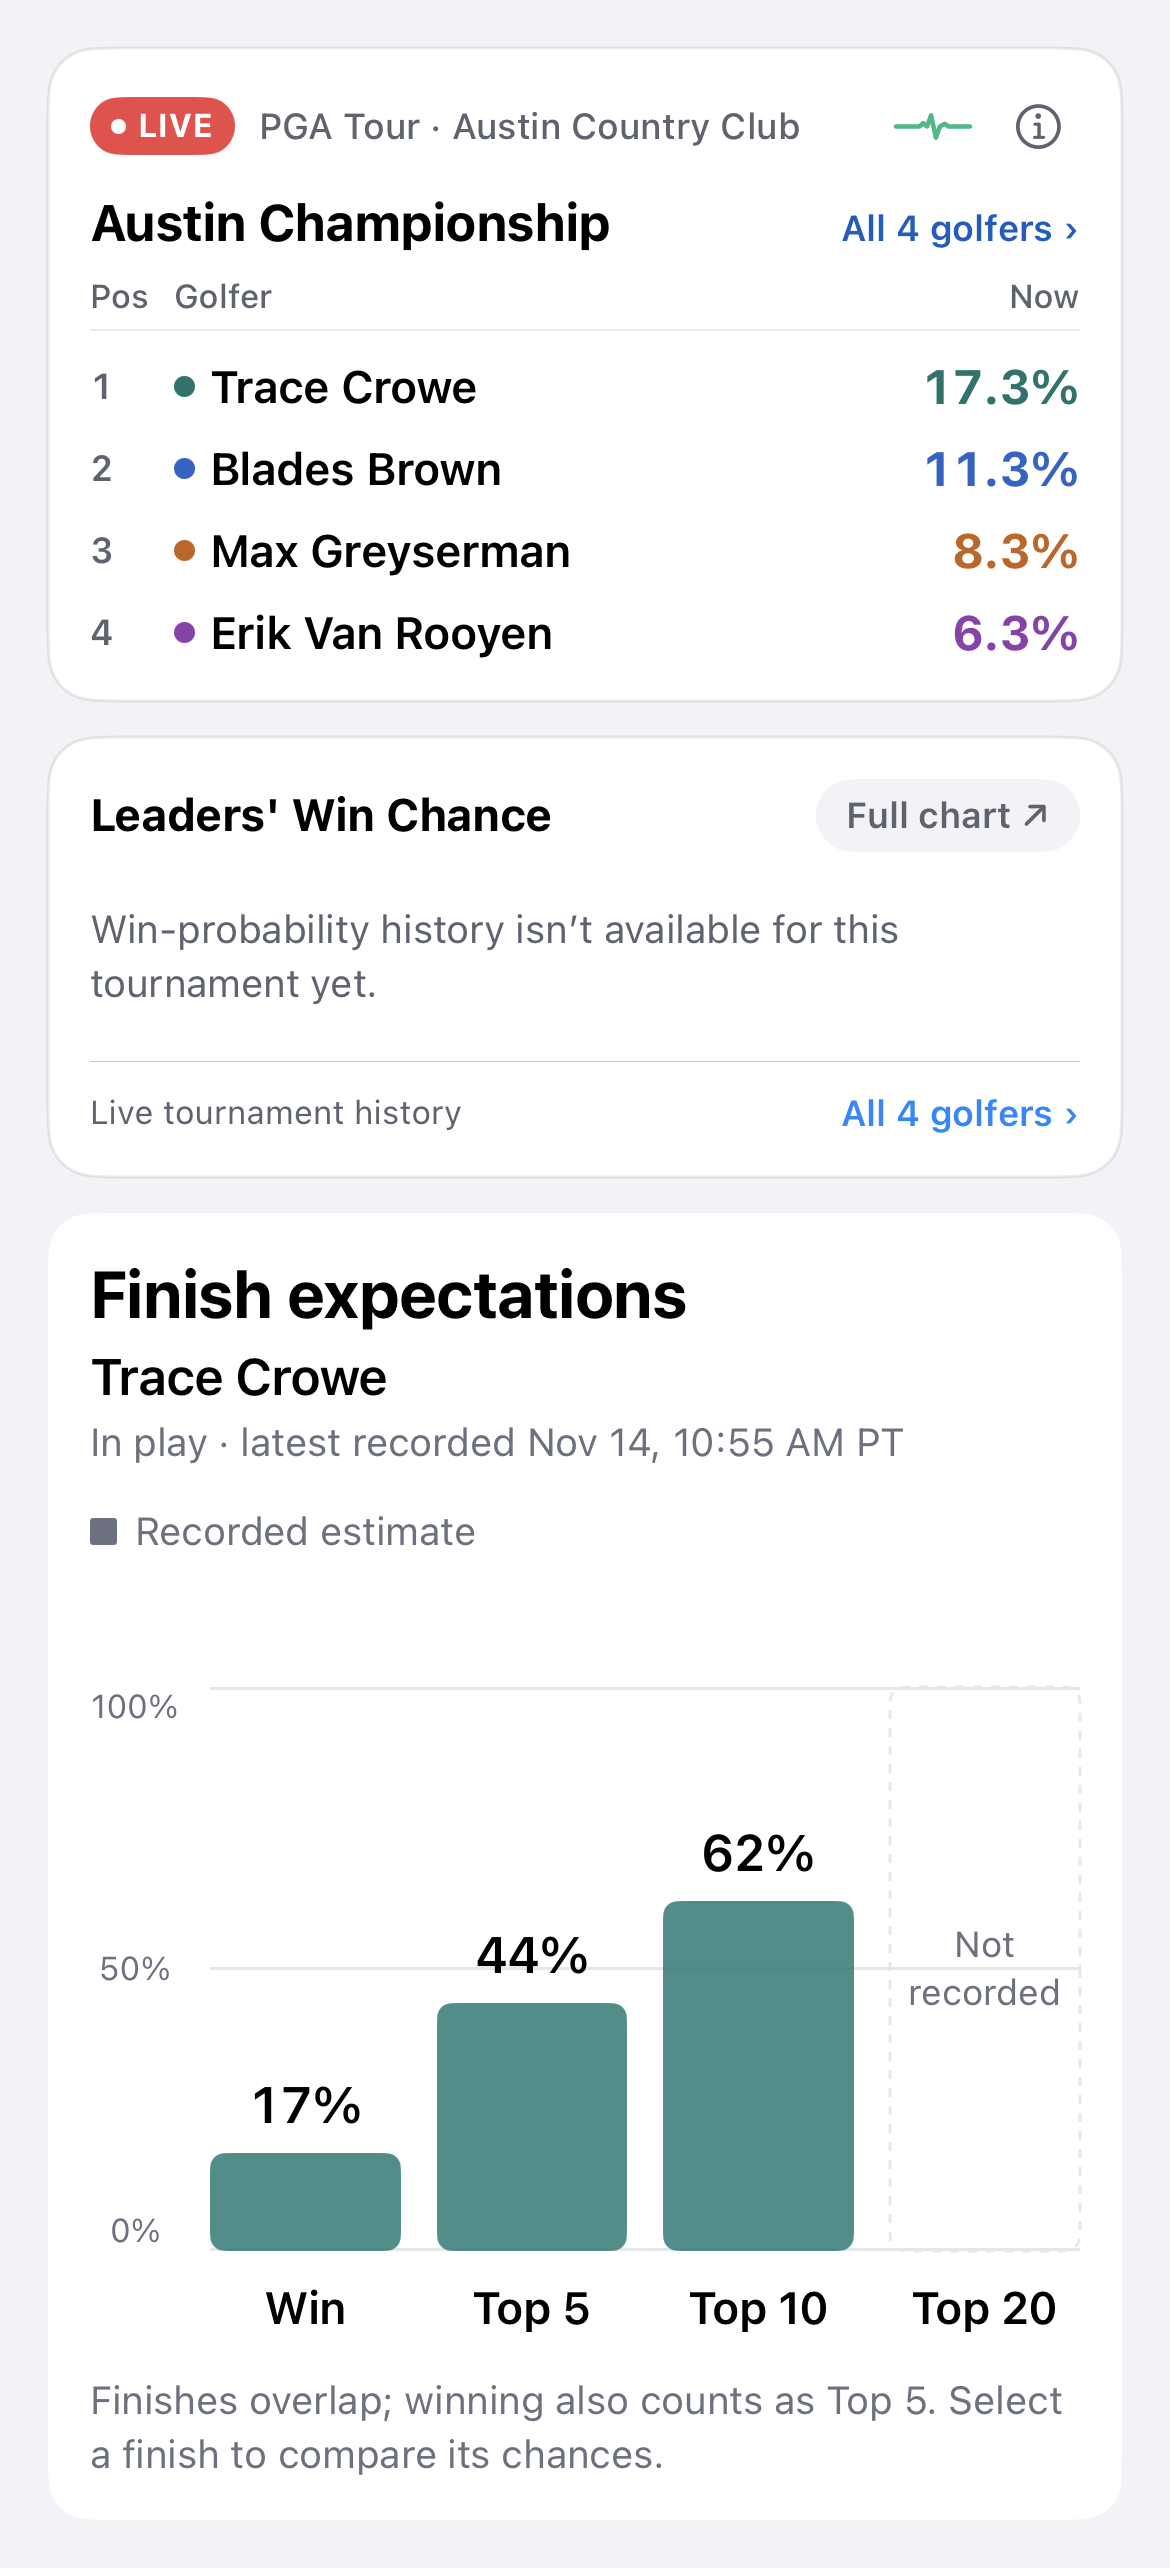 LIVE PGA Tour · Austin Country Club
Austin Championship All 4 golfers ›
Pos Golfer Now
1 Trace Crowe 17.3%
2 Blades Brown 11.3%
3 Max Greyserman 8.3%
4 Erik Van Rooyen 6.3%
Leaders' Win Chance Full chart ↗
Win-probability history isn’t available for this
tournament yet.
Live tournament history All 4 golfers ›
Finish expectations
Trace Crowe
In play · latest recorded Nov 14, 10:55 AM PT
Recorded estimate
100%
62%
44%
50%
Not
recorded
17%
0%
Win Top 5 Top 10 Top 20
Finishes overlap; winning also counts as Top 5. Select
a finish to compare its chances.